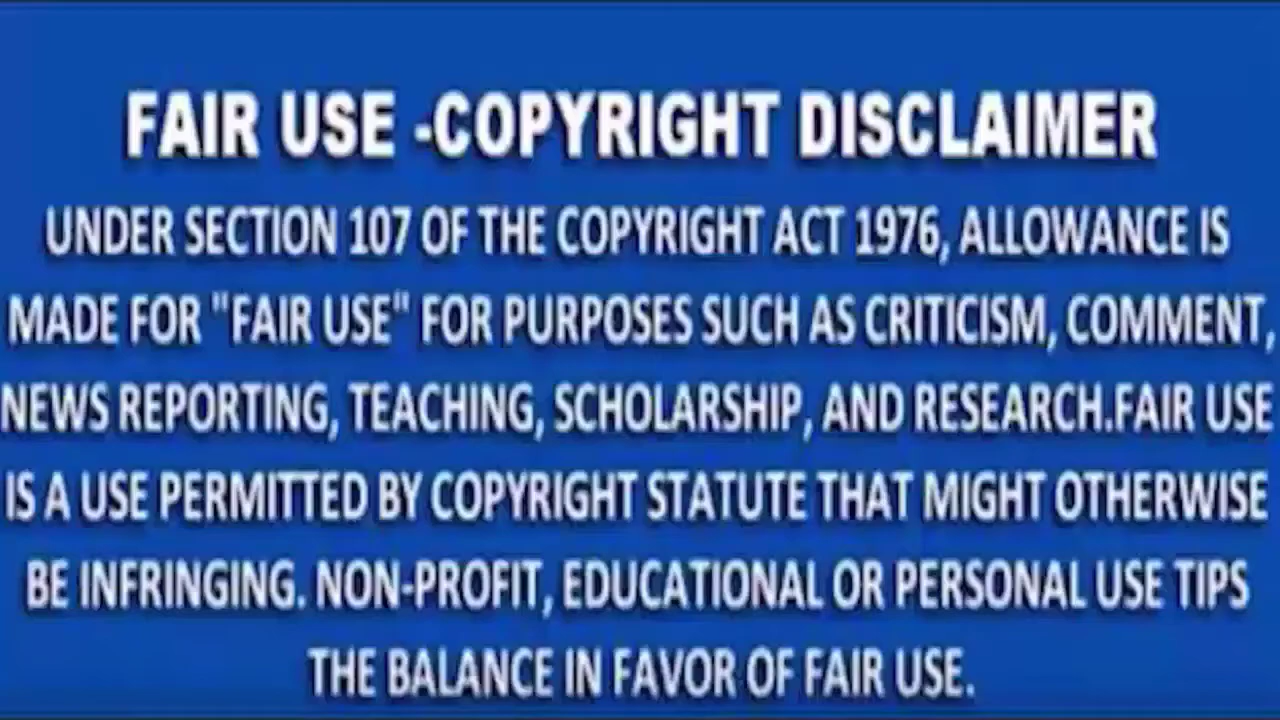 FAIR USE -COPYRIGHT DISCLAIMER
UNDER SECTION 107 OF THE COPYRIGHT ACT 1976, ALLOWANCE IS
MADE FOR "FAIR USE" FOR PURPOSES SUCH AS CRITICISM, COMMENT,
NEWS REPORTING, TEACHING, SCHOLARSHIP, AND RESEARCH.FAIR USE
IS A USE PERMITTED BY COPYRIGHT STATUTE THAT MIGHT OTHERWISE
BE INFRINGING. NON-PROFIT, EDUCATIONAL OR PERSONAL USE TIPS
THE BALANCE IN FAVOR OF FAIR USE.